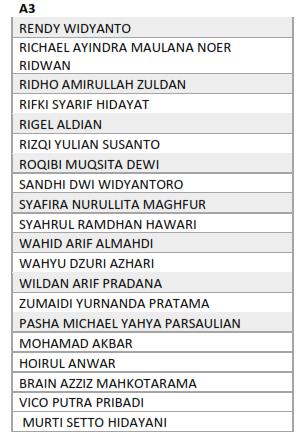 A3
RENDY WIDYANTO
RICHAEL AYINDRA MAULANA NOER
RIDWAN
RIDHO AMIRULLAH ZULDAN
RIFKI SYARIF HIDAYAT
RIGEL ALDIAN
RIZQI YULIAN SUSANTO
ROQIBI MUQSITA DEWI
SANDHI DWI WIDYANTORO
SYAFIRA NURULLITA MAGHFUR
SYAHRUL RAMDHAN HAWARI
WAHID ARIF ALMAHDI
WAHYU DZURI AZHARI
WILDAN ARIF PRADANA
ZUMAIDI YURNANDA PRATAMA
PASHA MICHAEL YAHYA PARSAULIAN
MOHAMAD AKBAR
HOIRUL ANWAR
BRAIN AZZIZ MAHKOTARAMA
VICO PUTRA PRIBADI
MURTI SETTO HIDAYANI